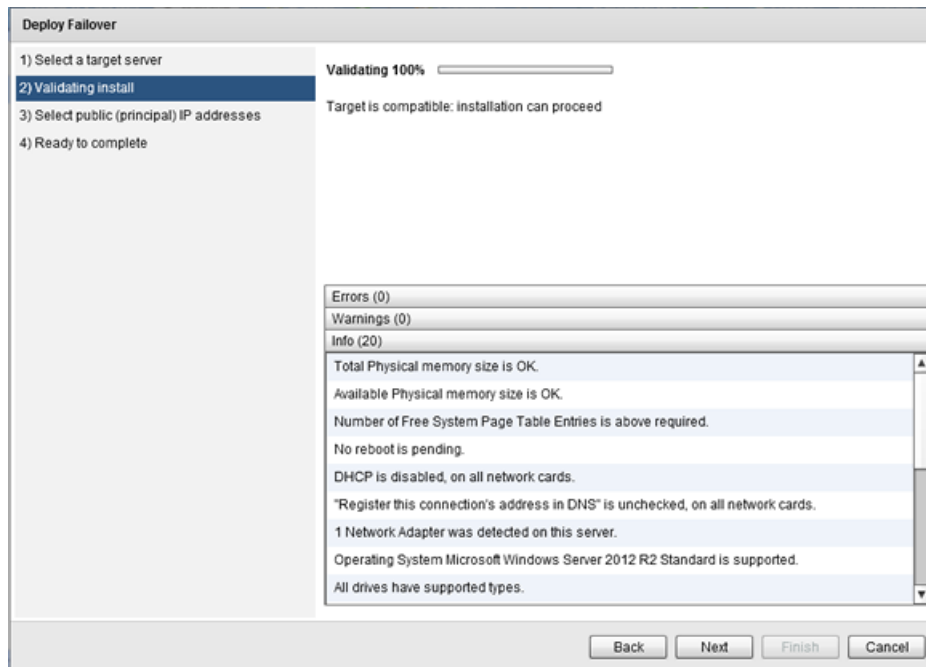 Deploy Failover
1) Select a target server
2) Validating install
3) Select public (principal) IP addresses
4) Ready to complete
Validating 100%
Target is compatible: installation can proceed
Errors (0)
Warnings (0)
Info (20)
Total Physical memory size is OK.
Available Physical memory size is OK.
Number of Free System Page Table Entries is above required.
No reboot is pending.
DHCP is disabled, on all network cards.
"Register this connection's address in DNS" is unchecked, on all network cards.
1 Network Adapter was detected on this server.
Operating System Microsoft Windows Server 2012 R2 Standard is supported.
All drives have supported types.
Back Next Finish Cancel